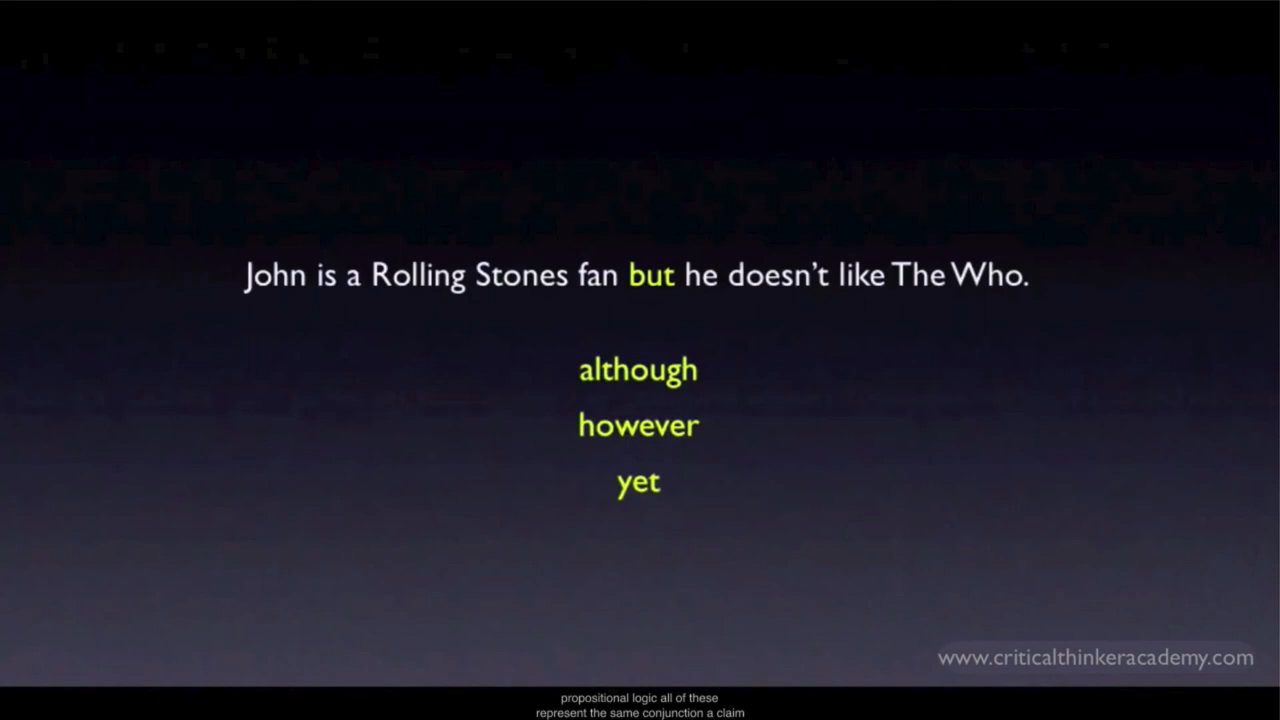 John is a Rolling Stones fan but he doesn't like The Who.
although
however
yet
www.criticalthinkeracademy.com
propositional logic all of these
represent the same conjunction a claim